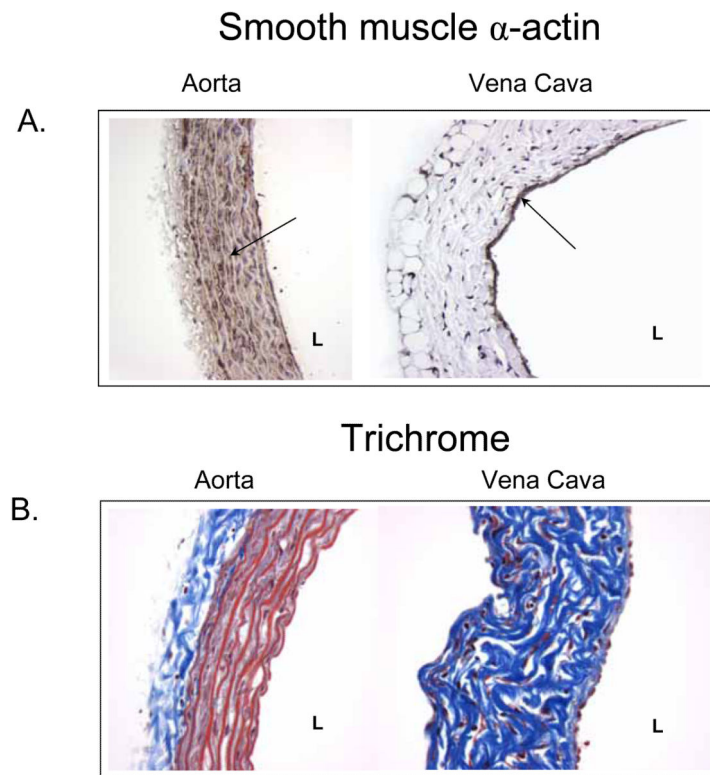 Smooth muscle α-actin
Aorta Vena Cava
A.
L L
Trichrome
Aorta Vena Cava
B.
L L